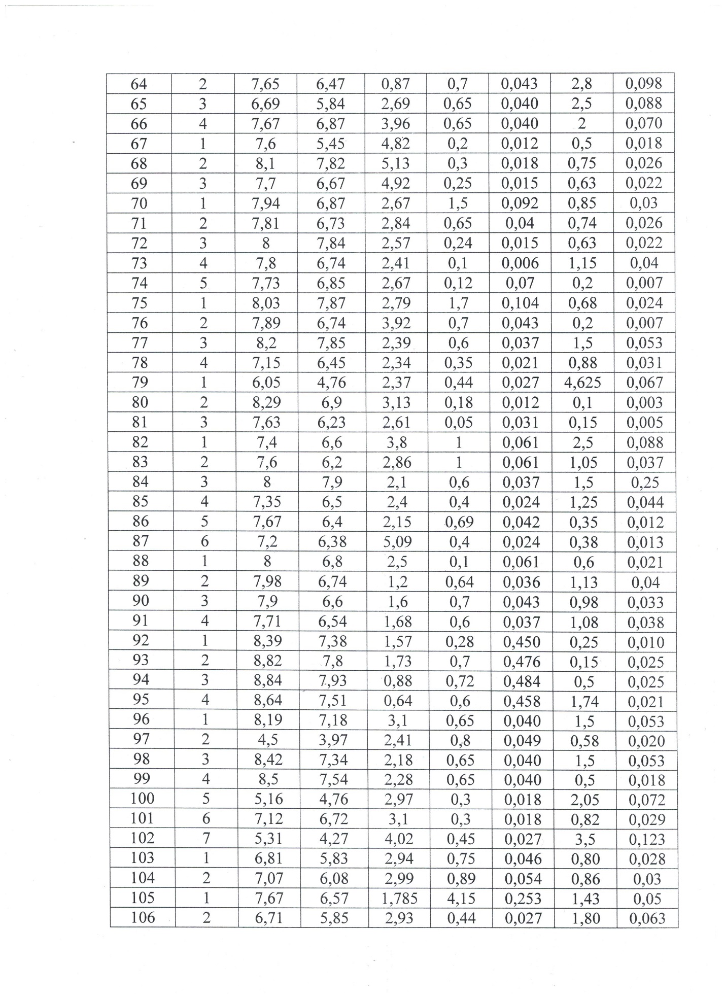 64 2 7,65 6,47 0,87 0,7 0,043 2,8 0,098
65 3 6,69 5,84 2,69 0,65 0,040 2,5 0,088
66 4 7,67 6,87 3,96 0,65 0,040 2 0,070
67 1 7,6 5,45 4,82 0,2 0,012 0,5 0,018
68 2 8,1 7,82 5,13 0,3 0,018 0,75 0,026
69 3 7,7 6,67 4,92 0,25 0,015 0,63 0,022
70 1 7,94 6,87 2,67 1,5 0,092 0,85 0,03
71 2 7,81 6,73 2,84 0,65 0,04 0,74 0,026
72 3 8 7,84 2,57 0,24 0,015 0,63 0,022
73 4 7,8 6,74 2,41 0,1 0,006 1,15 0,04
74 5 7,73 6,85 2,67 0,12 0,07 0,2 0,007
75 1 8,03 7,87 2,79 1,7 0,104 0,68 0,024
76 2 7,89 6,74 3,92 0,7 0,043 0,2 0,007
77 3 8,2 7,85 2,39 0,6 0,037 1,5 0,053
78 4 7,15 6,45 2,34 0,35 0,021 0,88 0,031
79 1 6,05 4,76 2,37 0,44 0,027 4,625 0,067
80 2 8,29 6,9 3,13 0,18 0,012 0,1 0,003
81 3 7,63 6,23 2,61 0,05 0,031 0,15 0,005
82 1 7,4 6,6 3,8 1 0,061 2,5 0,088
83 2 7,6 6,2 2,86 1 0,061 1,05 0,037
84 3 8 7,9 2,1 0,6 0,037 1,5 0,25
85 4 7,35 6,5 2,4 0,4 0,024 1,25 0,044
86 5 7,67 6,4 2,15 0,69 0,042 0,35 0,012
87 6 7,2 6,38 5,09 0,4 0,024 0,38 0,013
88 1 8 6,8 2,5 0,1 0,061 0,6 0,021
89 2 7,98 6,74 1,2 0,64 0,036 1,13 0,04
90 3 7,9 6,6 1,6 0,7 0,043 0,98 0,033
91 4 7,71 6,54 1,68 0,6 0,037 1,08 0,038
92 1 8,39 7,38 1,57 0,28 0,450 0,25 0,010
93 2 8,82 7,8 1,73 0,7 0,476 0,15 0,025
94 3 8,84 7,93 0,88 0,72 0,484 0,5 0,025
95 4 8,64 7,51 0,64 0,6 0,458 1,74 0,021
96 1 8,19 7,18 3,1 0,65 0,040 1,5 0,053
97 2 4,5 3,97 2,41 0,8 0,049 0,58 0,020
98 3 8,42 7,34 2,18 0,65 0,040 1,5 0,053
99 4 8,5 7,54 2,28 0,65 0,040 0,5 0,018
100 5 5,16 4,76 2,97 0,3 0,018 2,05 0,072
101 6 7,12 6,72 3,1 0,3 0,018 0,82 0,029
102 7 5,31 4,27 4,02 0,45 0,027 3,5 0,123
103 1 6,81 5,83 2,94 0,75 0,046 0,80 0,028
104 2 7,07 6,08 2,99 0,89 0,054 0,86 0,03
105 1 7,67 6,57 1,785 4,15 0,253 1,43 0,05
106 2 6,71 5,85 2,93 0,44 0,027 1,80 0,063